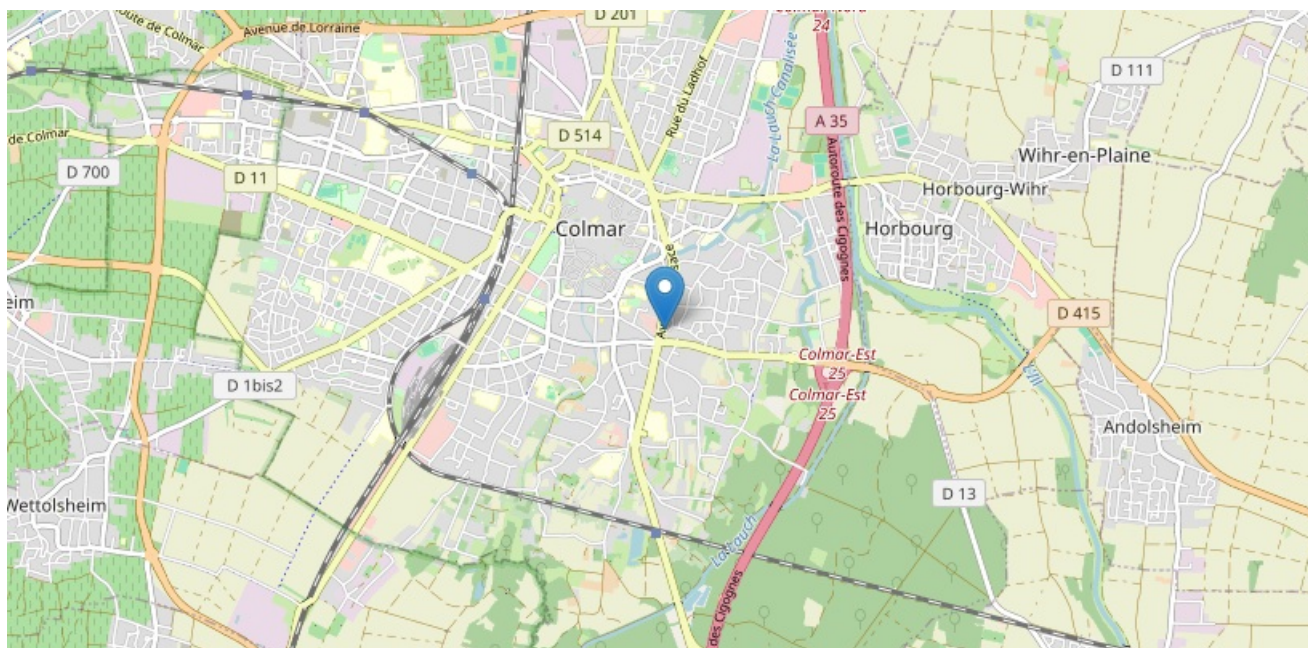 D 201
24
Avenue de Lorraine
Route de Colmar
D 111
Rue du Ladhof
La Lauch Canalisée
A 35
D 514
de Colmar
Wihr-en-Plaine
D 700
D 11
Autoroute des Cigognes
Horbourg-Wihr
Colmar
Horbourg
D 415
Colmar-Est
25
Colmar-Est
25
L'Ill
D 1bis2
Andolsheim
D 13
Wettolsheim
La Lauch
des Cigognes